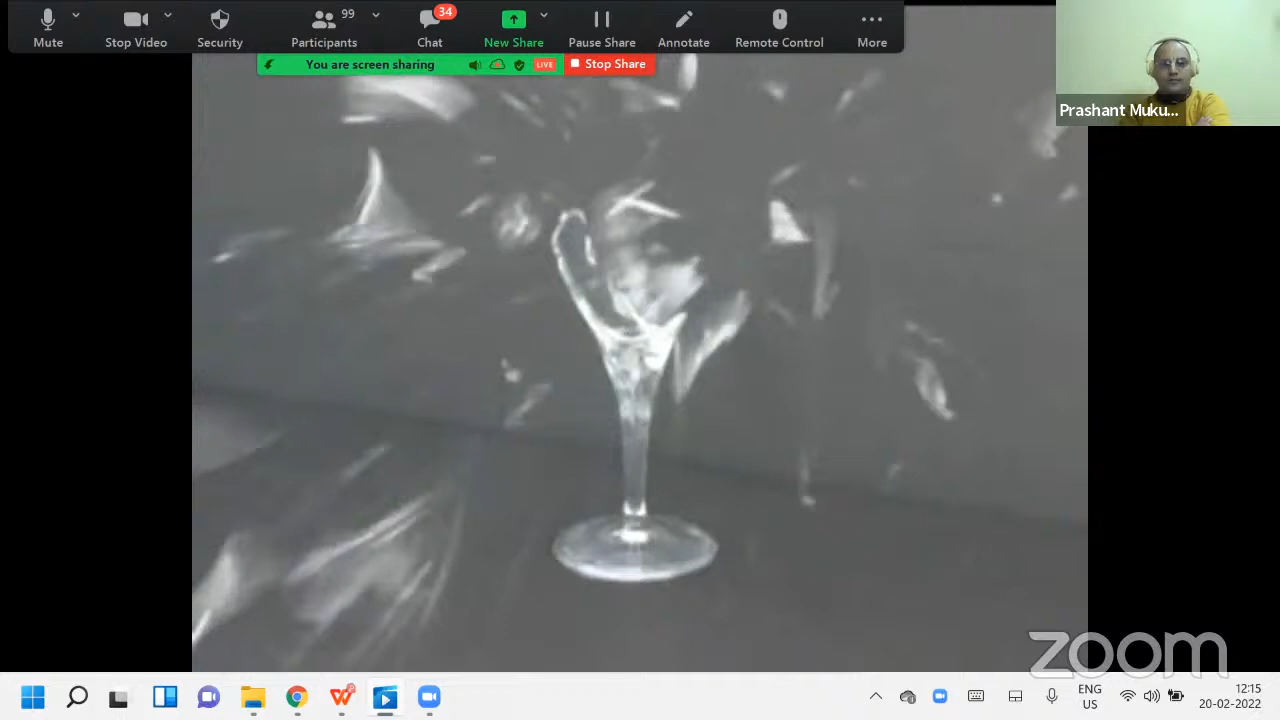 Mute
Stop Video
Security
Participants
99
Chat
34
New Share
Pause Share
Annotate
Remote Control
More
You are screen sharing
LIVE
Stop Share
Prashant Muku...
zoom
ENG
US
12:15
20-02-2022